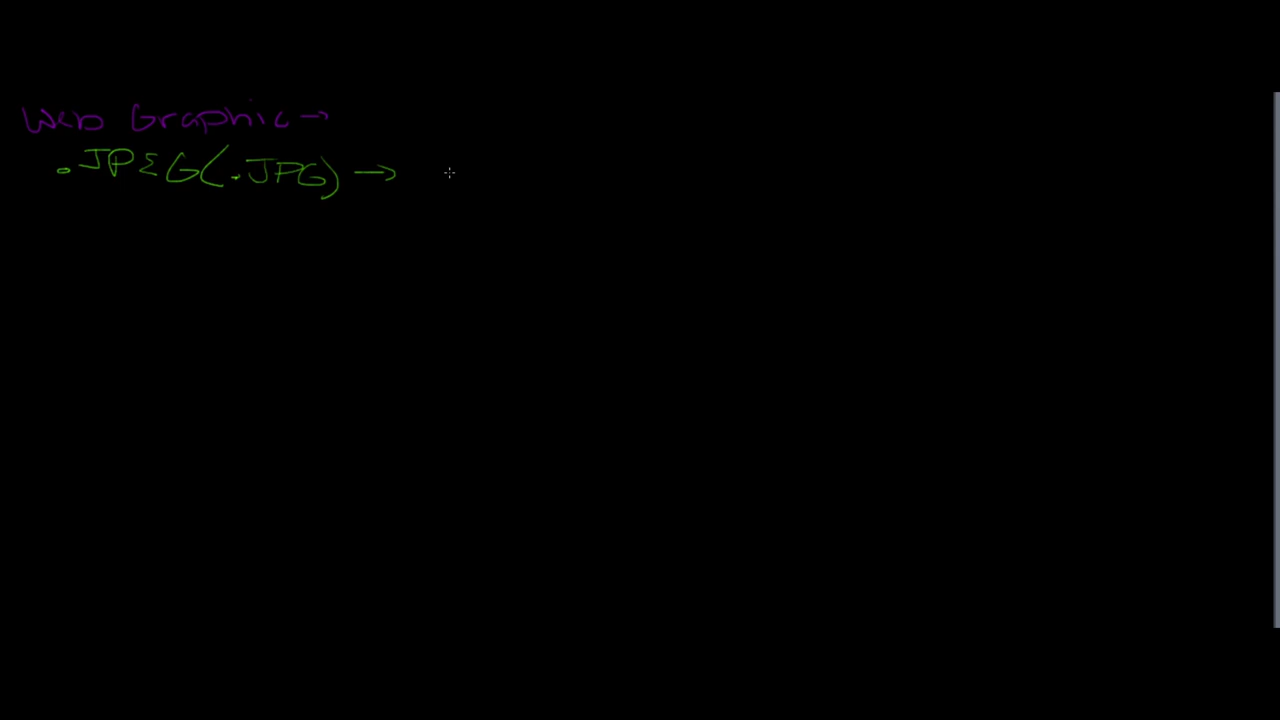 Web Graphic →
. JPEG(.JPG) →